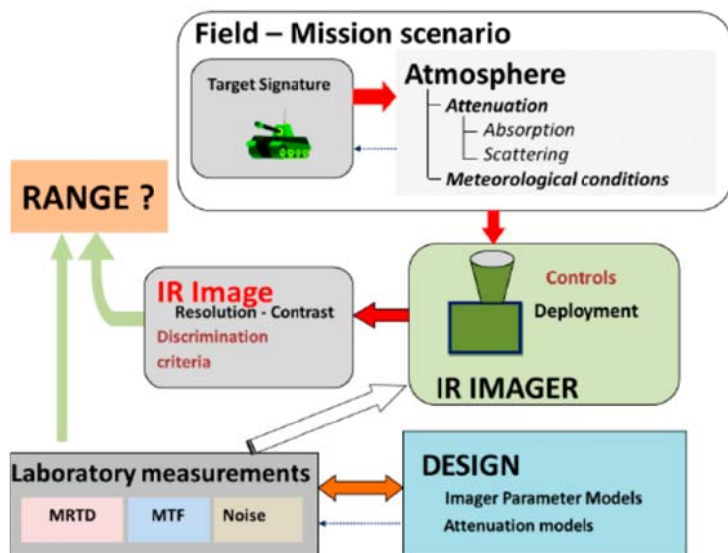 Field – Mission scenario
Target Signature
Atmosphere
Attenuation
Absorption
Scattering
Meteorological conditions
RANGE ?
IR Image
Resolution - Contrast
Discrimination
criteria
Controls
Deployment
IR IMAGER
Laboratory measurements
MRTD
MTF
Noise
DESIGN
Imager Parameter Models
Attenuation models